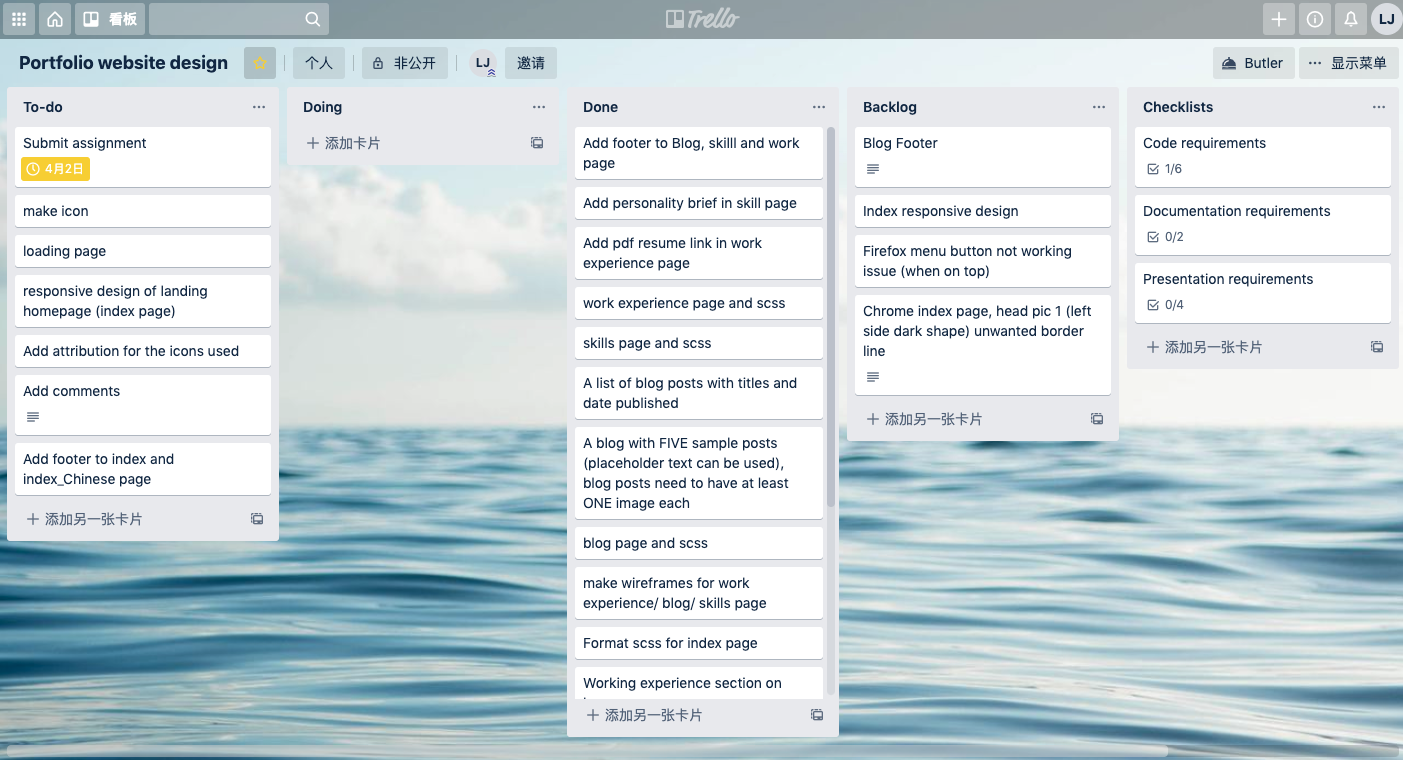 看板
Trello
LJ
Portfolio website design
个人
非公开
LJ
邀请
Butler
显示菜单
To-do
Submit assignment
4月2日
make icon
loading page
responsive design of landing
homepage (index page)
Add attribution for the icons used
Add comments
Add footer to index and
index_Chinese page
添加另一张卡片
Doing
添加卡片
Done
Add footer to Blog, skilll and work
page
Add personality brief in skill page
Add pdf resume link in work
experience page
work experience page and scss
skills page and scss
A list of blog posts with titles and
date published
A blog with FIVE sample posts
(placeholder text can be used),
blog posts need to have at least
ONE image each
blog page and scss
make wireframes for work
experience/ blog/ skills page
Format scss for index page
Working experience section on
添加另一张卡片
Backlog
Blog Footer
Index responsive design
Firefox menu button not working
issue (when on top)
Chrome index page, head pic 1 (left
side dark shape) unwanted border
line
添加另一张卡片
Checklists
Code requirements
1/6
Documentation requirements
0/2
Presentation requirements
0/4
添加另一张卡片